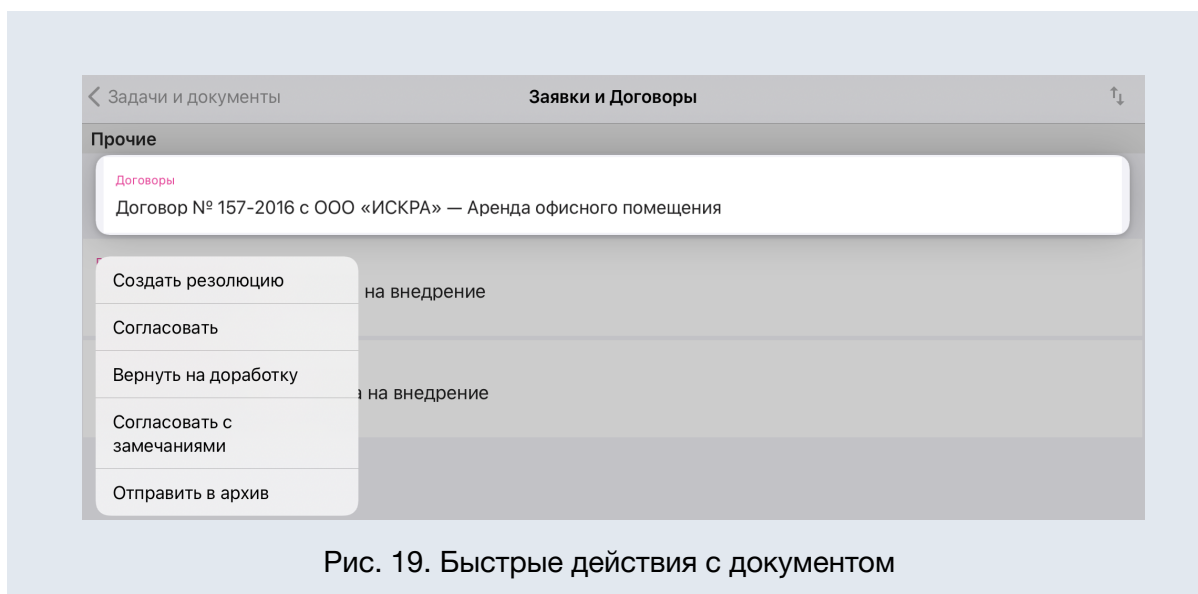 Задачи и документы
Заявки и Договоры
Прочие
Договоры
Договор № 157-2016 с ООО «ИСКРА» — Аренда офисного помещения
Создать резолюцию
на внедрение
Согласовать
Вернуть на доработку
на внедрение
Согласовать с
замечаниями
Отправить в архив
Рис. 19. Быстрые действия с документом